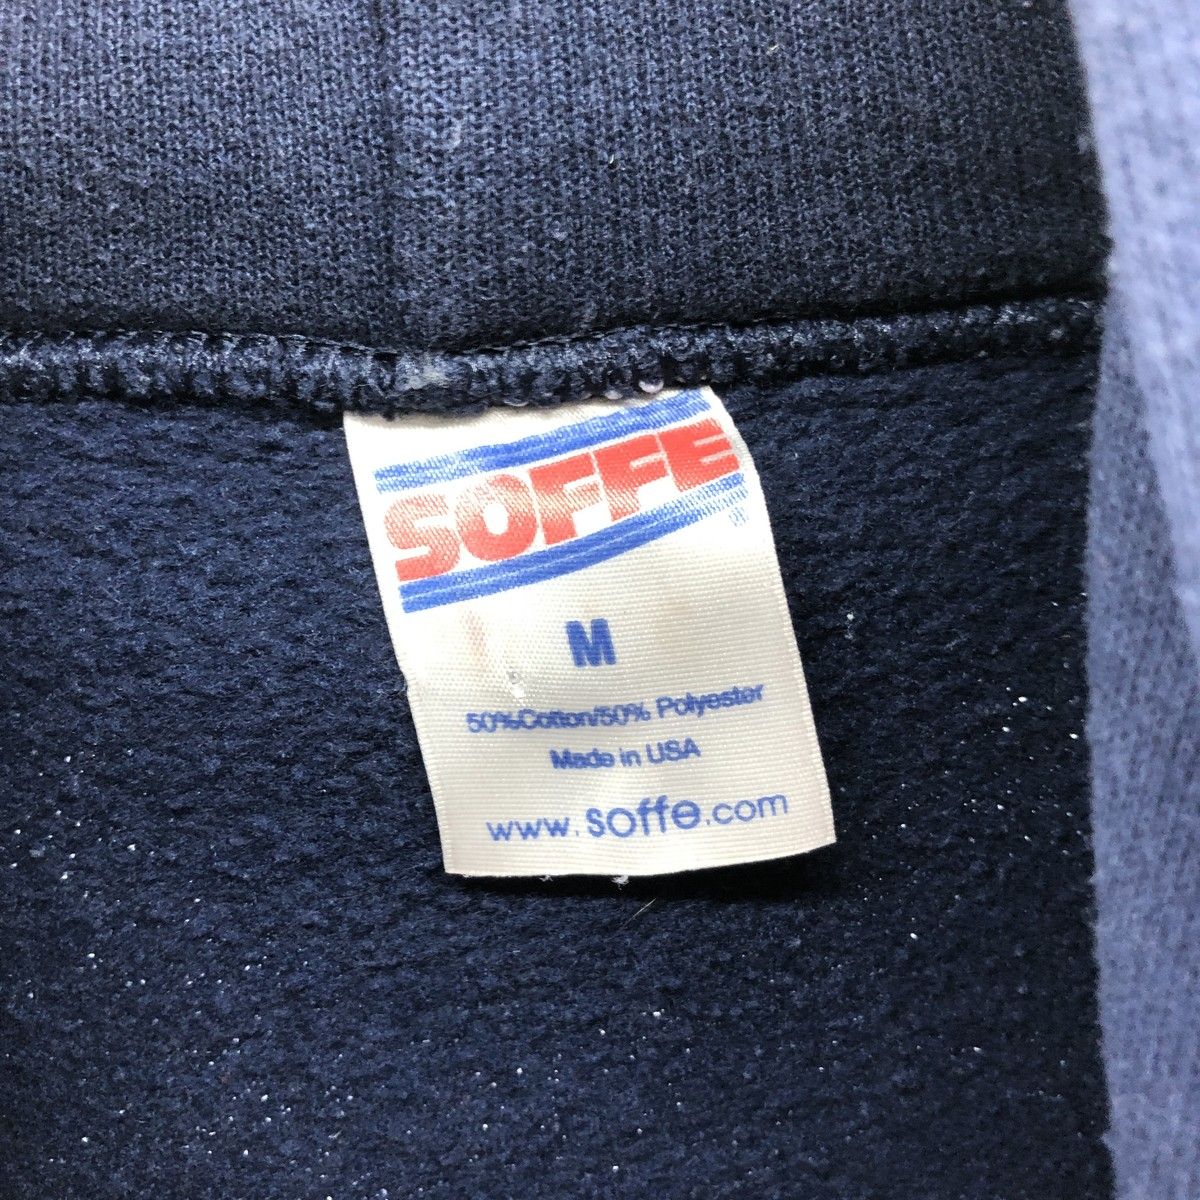 SOFFE
®
M
50%Cotton/50% Polyester
Made in USA
www.soffe.com